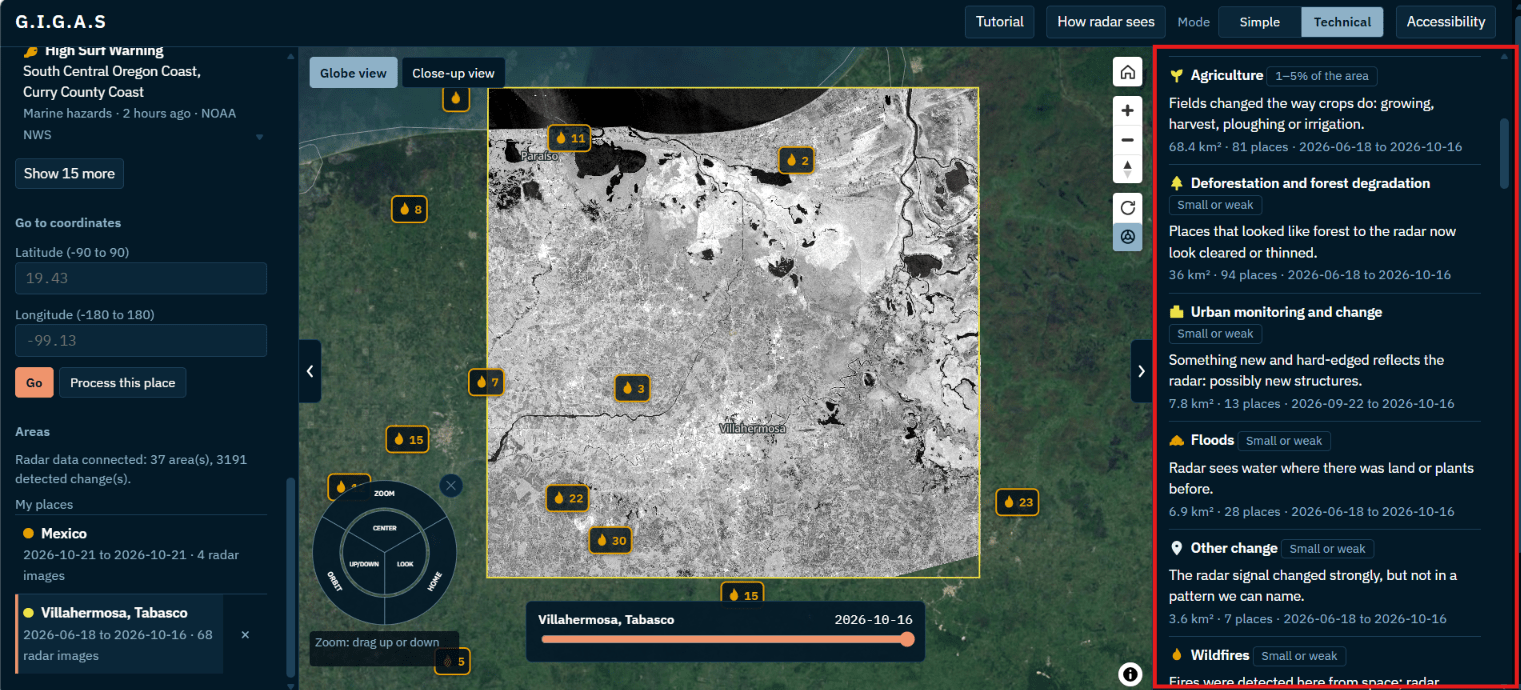 G.I.G.A.S
Tutorial
How radar sees
Mode
Simple
Technical
Accessibility
High Surf Warning
South Central Oregon Coast,
Curry County Coast
Marine hazards · 2 hours ago · NOAA
NWS
Show 15 more
Go to coordinates
Latitude (-90 to 90)
19.43
Longitude (-180 to 180)
-99.13
Go
Process this place
Areas
Radar data connected: 37 area(s), 3191
detected change(s).
My places
Mexico
2026-10-21 to 2026-10-21 · 4 radar
images
Villahermosa, Tabasco
2026-06-18 to 2026-10-16 · 68
radar images
Globe view
Close-up view
11
Paraíso
2
8
7
3
Villahermosa
15
22
30
23
15
5
ZOOM
CENTER
UP/DOWN
LOOK
ORBIT
HOME
Zoom: drag up or down
Villahermosa, Tabasco
2026-10-16
Agriculture
1–5% of the area
Fields changed the way crops do: growing,
harvest, ploughing or irrigation.
68.4 km² · 81 places · 2026-06-18 to 2026-10-16
Deforestation and forest degradation
Small or weak
Places that looked like forest to the radar now
look cleared or thinned.
36 km² · 94 places · 2026-06-18 to 2026-10-16
Urban monitoring and change
Small or weak
Something new and hard-edged reflects the
radar: possibly new structures.
7.8 km² · 13 places · 2026-09-22 to 2026-10-16
Floods
Small or weak
Radar sees water where there was land or plants
before.
6.9 km² · 28 places · 2026-06-18 to 2026-10-16
Other change
Small or weak
The radar signal changed strongly, but not in a
pattern we can name.
3.6 km² · 7 places · 2026-06-18 to 2026-10-16
Wildfires
Small or weak
Fires were detected here from space; radar